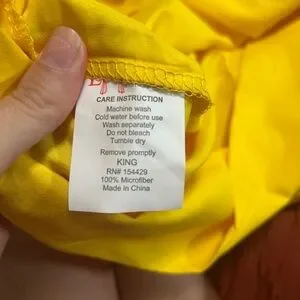 CARE INSTRUCTION
Machine wash
Cold water before use
Wash separately
Do not bleach
Tumble dry
Remove promptly
KING
RN# 154429
100% Microfiber
Made in China